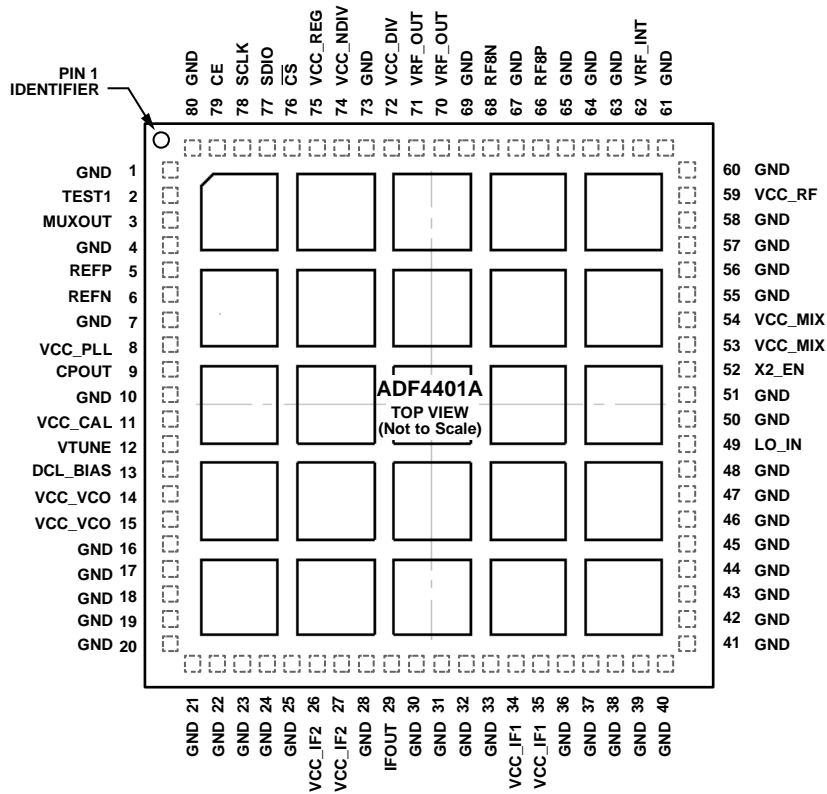 80 GND
79 CE
78 SCLK
77 SDIO
76 CS
75 VCC_REG
74 VCC_NDIV
73 GND
72 VCC_DIV
71 VRF_OUT
70 VRF_OUT
69 GND
68 RF8N
67 GND
66 RF8P
65 GND
64 GND
63 GND
62 VRF_INT
61 GND
PIN 1
IDENTIFIER
GND 1
TEST1 2
MUXOUT 3
GND 4
REFP 5
REFN 6
GND 7
VCC_PLL 8
CPOUT 9
GND 10
VCC_CAL 11
VTUNE 12
DCL_BIAS 13
VCC_VCO 14
VCC_VCO 15
GND 16
GND 17
GND 18
GND 19
GND 20
ADF4401A
TOP VIEW
(Not to Scale)
60 GND
59 VCC_RF
58 GND
57 GND
56 GND
55 GND
54 VCC_MIX
53 VCC_MIX
52 X2_EN
51 GND
50 GND
49 LO_IN
48 GND
47 GND
46 GND
45 GND
44 GND
43 GND
42 GND
41 GND
GND 21
GND 22
GND 23
GND 24
GND 25
VCC_IF2 26
VCC_IF2 27
GND 28
IFOUT 29
GND 30
GND 31
GND 32
GND 33
VCC_IF1 34
VCC_IF1 35
GND 36
GND 37
GND 38
GND 39
GND 40